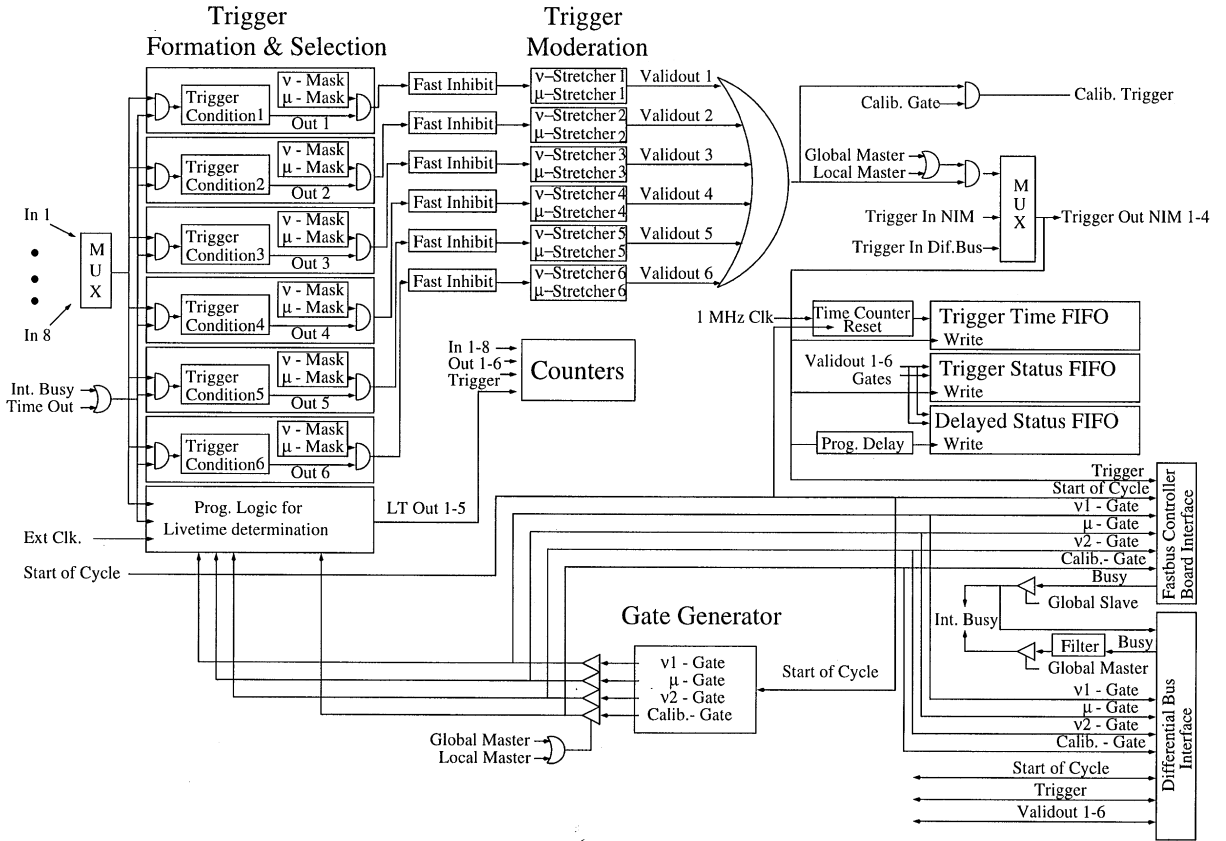 Trigger
Formation & Selection
Trigger
Moderation
ν - Mask
μ - Mask
Trigger
Condition1
Out 1
ν - Mask
μ - Mask
Trigger
Condition2
Out 2
ν - Mask
μ - Mask
Trigger
Condition3
Out 3
ν - Mask
μ - Mask
Trigger
Condition4
Out 4
ν - Mask
μ - Mask
Trigger
Condition5
Out 5
ν - Mask
μ - Mask
Trigger
Condition6
Out 6
Prog. Logic for
Livetime determination
In 1
MUX
In 8
Int. Busy
Time Out
Ext Clk.
Start of Cycle
LT Out 1-5
Fast Inhibit
Fast Inhibit
Fast Inhibit
Fast Inhibit
Fast Inhibit
Fast Inhibit
ν-Stretcher 1
μ-Stretcher 1
ν-Stretcher 2
μ-Stretcher 2
ν-Stretcher 3
μ-Stretcher 3
ν-Stretcher 4
μ-Stretcher 4
ν-Stretcher 5
μ-Stretcher 5
ν-Stretcher 6
μ-Stretcher 6
Validout 1
Validout 2
Validout 3
Validout 4
Validout 5
Validout 6
In 1-8
Out 1-6
Trigger
Counters
Calib. Gate
Calib. Trigger
Global Master
Local Master
MUX
Trigger In NIM
Trigger Out NIM 1-4
Trigger In Dif.Bus
1 MHz Clk
Time Counter
Reset
Trigger Time FIFO
Write
Validout 1-6
Gates
Trigger Status FIFO
Write
Delayed Status FIFO
Prog. Delay
Write
Trigger
Start of Cycle
ν1 - Gate
μ - Gate
ν2 - Gate
Calib.- Gate
Busy
Global Slave
Fastbus Controller
Board Interface
Int. Busy
Filter
Busy
Global Master
ν1 - Gate
μ - Gate
ν2 - Gate
Calib. - Gate
Start of Cycle
Trigger
Validout 1-6
Differential Bus
Interface
Gate Generator
ν1 - Gate
μ - Gate
ν2 - Gate
Calib.- Gate
Start of Cycle
Global Master
Local Master